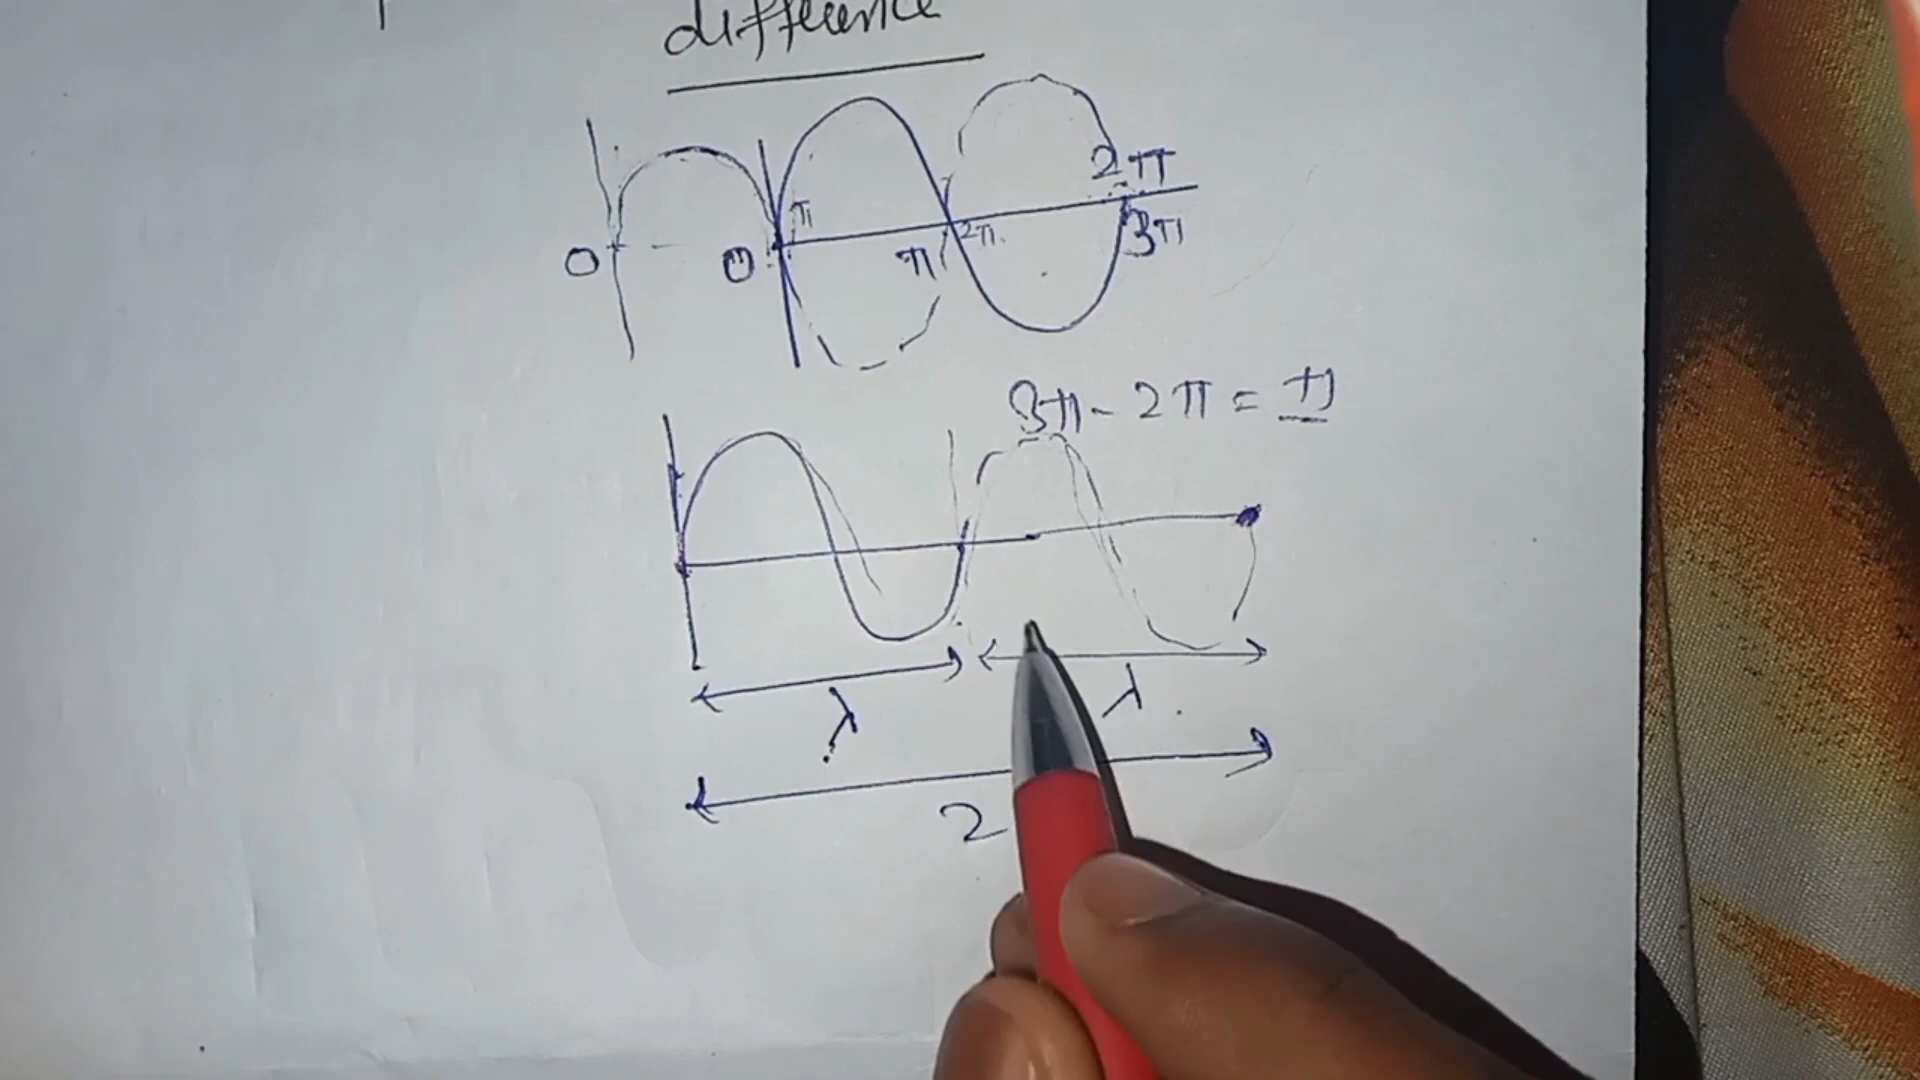 difference
2π
π
0 0 π 2π 3π
3π - 2π = π
λ λ
2